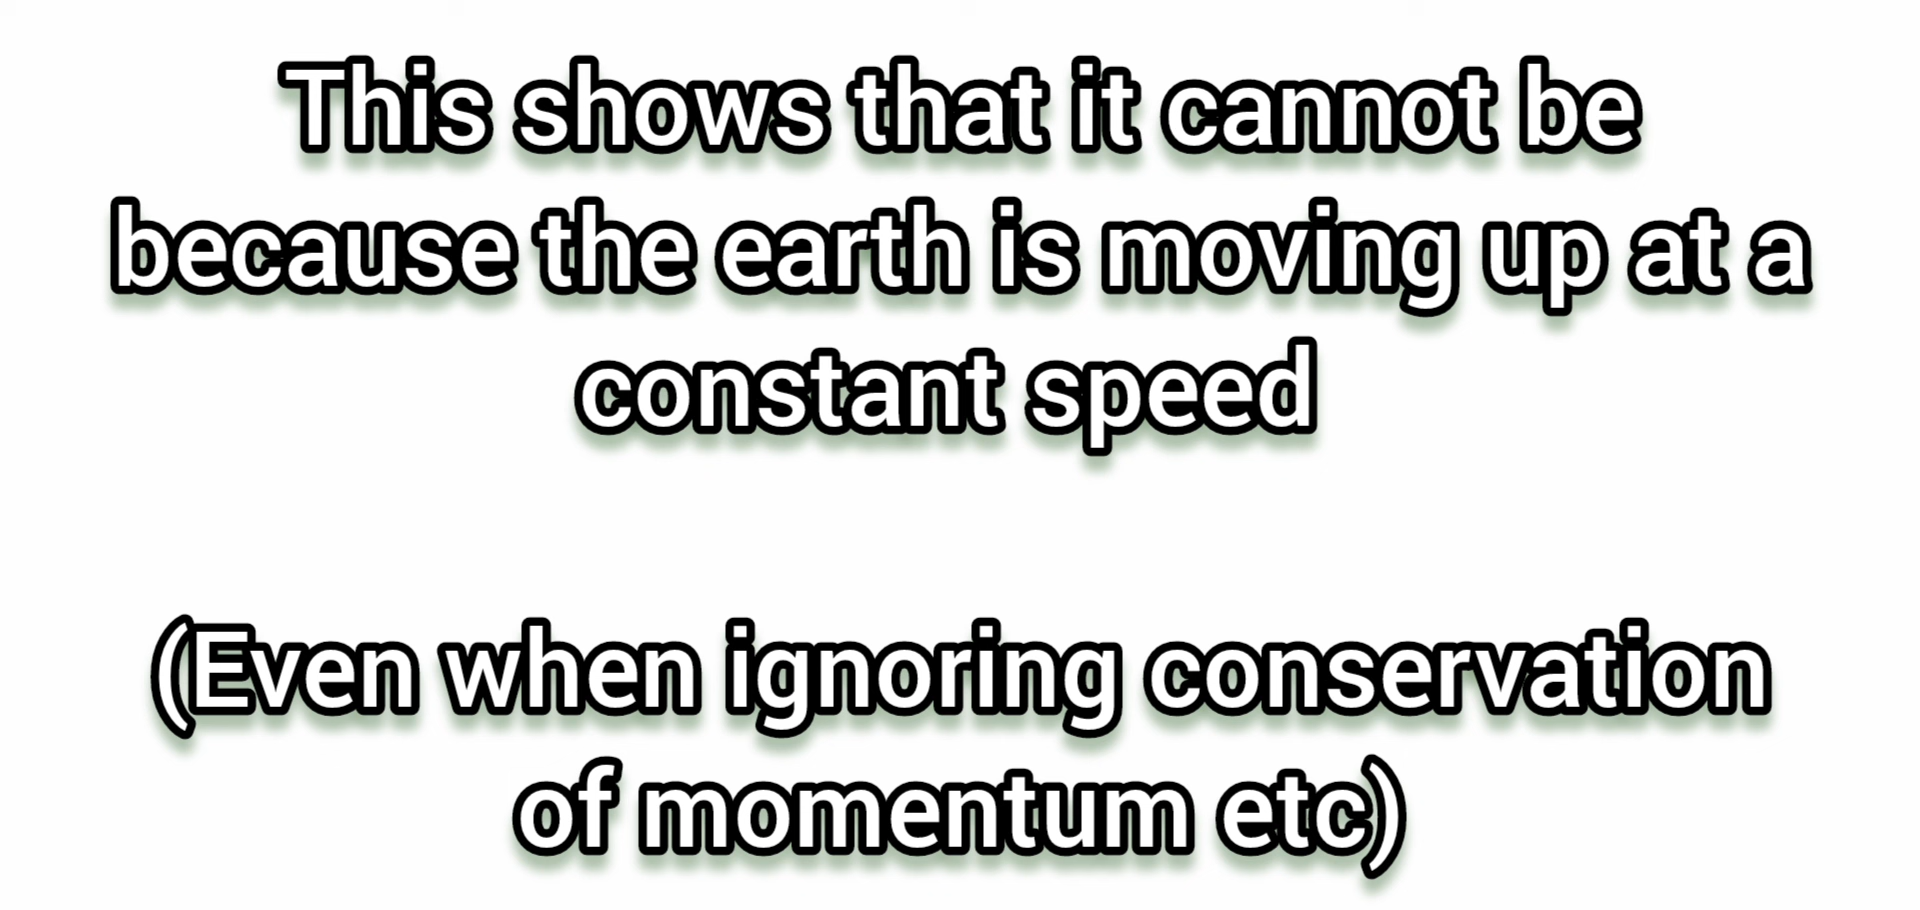 This shows that it cannot be
because the earth is moving up at a
constant speed
(Even when ignoring conservation
of momentum etc)